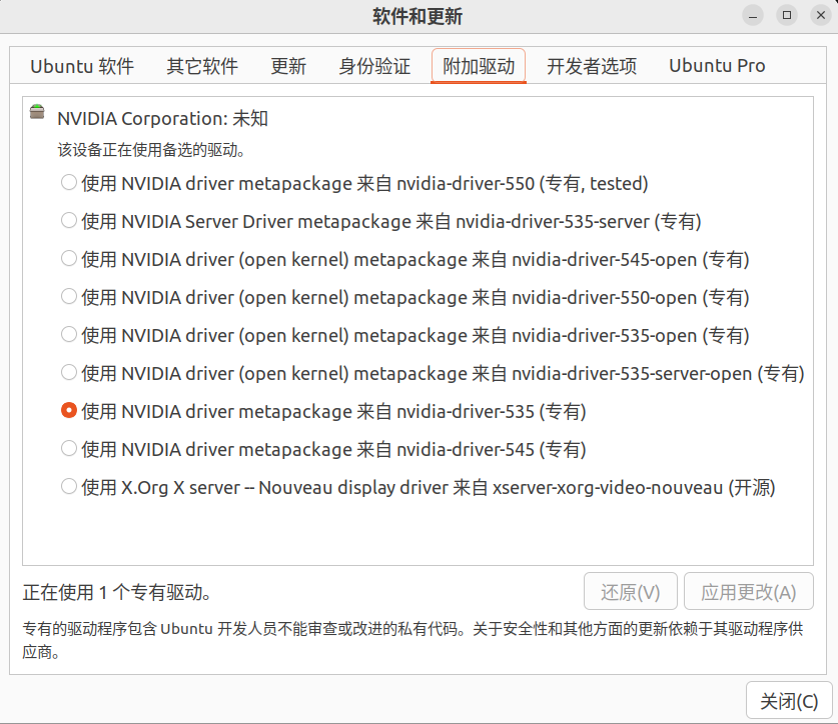 软件和更新
Ubuntu 软件 其它软件 更新 身份验证 附加驱动 开发者选项 Ubuntu Pro
NVIDIA Corporation: 未知
该设备正在使用备选的驱动。
使用 NVIDIA driver metapackage 来自 nvidia-driver-550 (专有, tested)
使用 NVIDIA Server Driver metapackage 来自 nvidia-driver-535-server (专有)
使用 NVIDIA driver (open kernel) metapackage 来自 nvidia-driver-545-open (专有)
使用 NVIDIA driver (open kernel) metapackage 来自 nvidia-driver-550-open (专有)
使用 NVIDIA driver (open kernel) metapackage 来自 nvidia-driver-535-open (专有)
使用 NVIDIA driver (open kernel) metapackage 来自 nvidia-driver-535-server-open (专有)
使用 NVIDIA driver metapackage 来自 nvidia-driver-535 (专有)
使用 NVIDIA driver metapackage 来自 nvidia-driver-545 (专有)
使用 X.Org X server -- Nouveau display driver 来自 xserver-xorg-video-nouveau (开源)
正在使用 1 个专有驱动。 还原(V) 应用更改(A)
专有的驱动程序包含 Ubuntu 开发人员不能审查或改进的私有代码。关于安全性和其他方面的更新依赖于其驱动程序供
应商。
关闭(C)